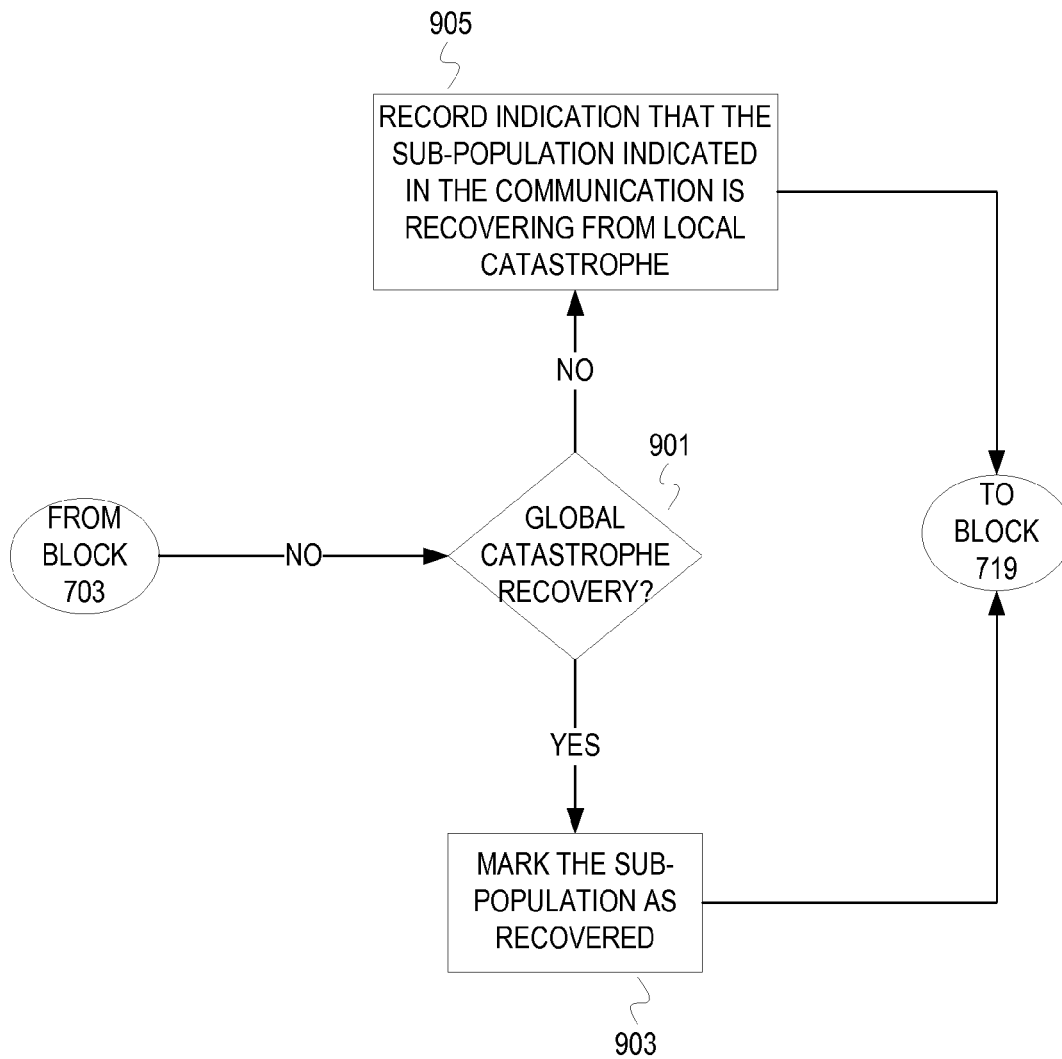 905
RECORD INDICATION THAT THE
SUB-POPULATION INDICATED
IN THE COMMUNICATION IS
RECOVERING FROM LOCAL
CATASTROPHE
NO
901
FROM
BLOCK
703
NO
GLOBAL
CATASTROPHE
RECOVERY?
TO
BLOCK
719
YES
MARK THE SUB-
POPULATION AS
RECOVERED
903